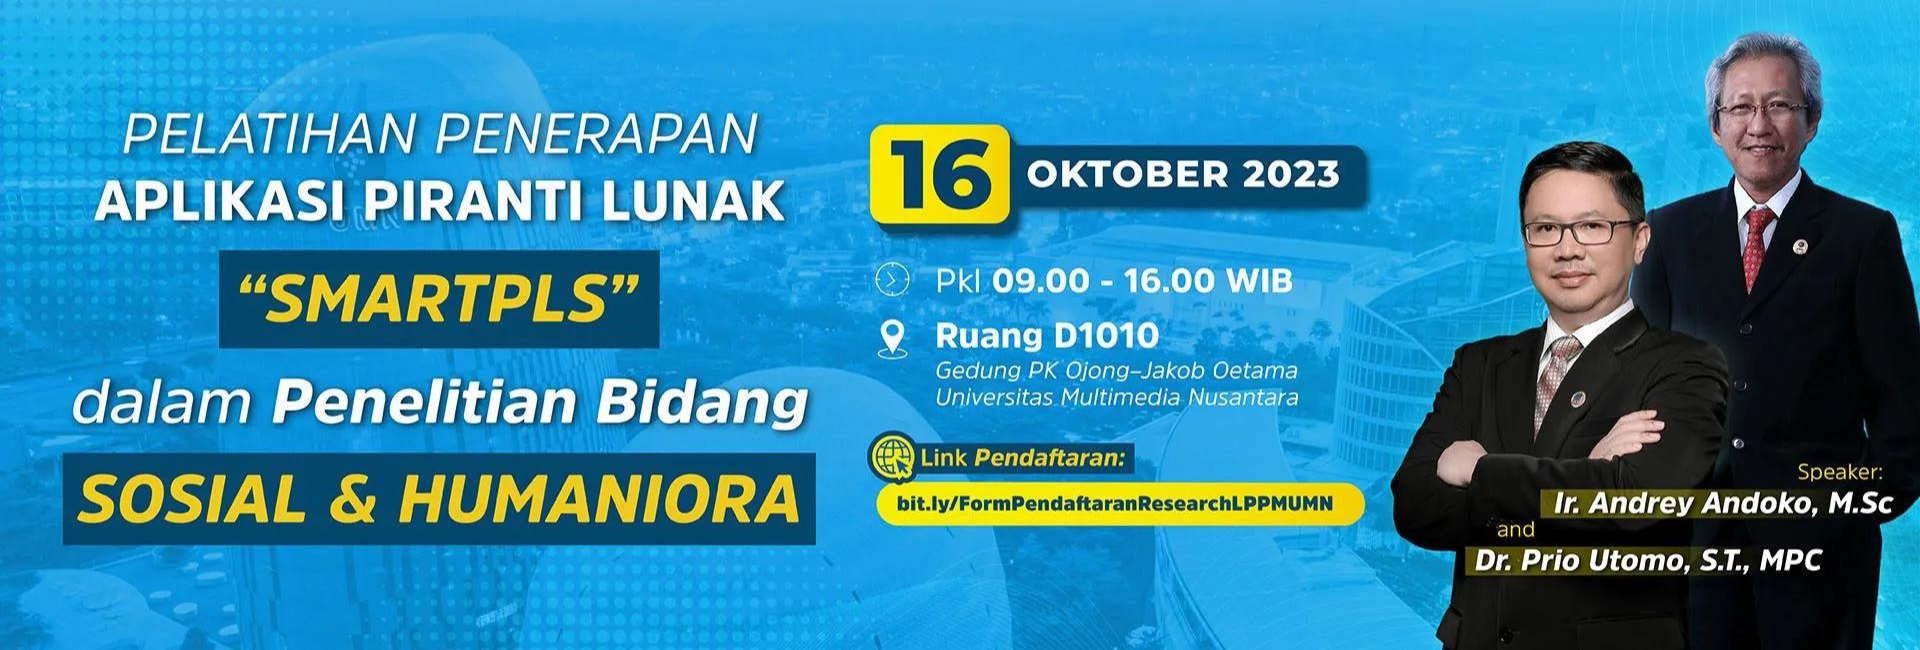 PELATIHAN PENERAPAN
APLIKASI PIRANTI LUNAK
“SMARTPLS”
dalam Penelitian Bidang
SOSIAL & HUMANIORA
16 OKTOBER 2023
Pkl 09.00 - 16.00 WIB
Ruang D1010
Gedung PK Ojong–Jakob Oetama
Universitas Multimedia Nusantara
Link Pendaftaran:
bit.ly/FormPendaftaranResearchLPPMUMN
Speaker:
Ir. Andrey Andoko, M.Sc
and
Dr. Prio Utomo, S.T., MPC